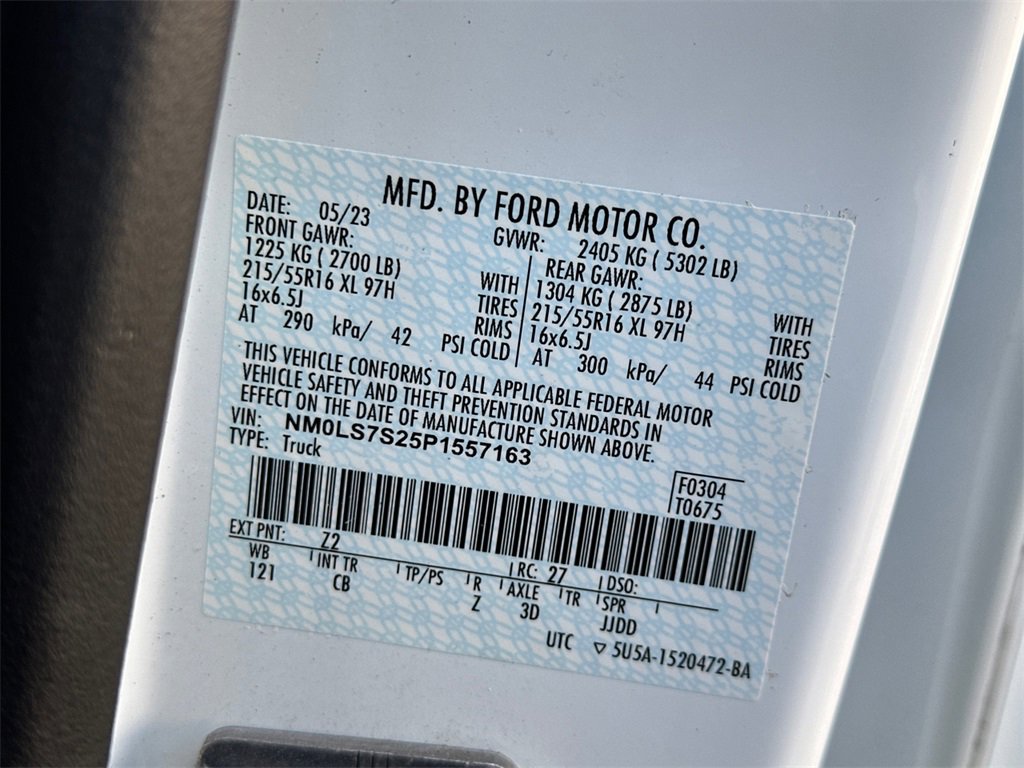 MFD. BY FORD MOTOR CO.
DATE: 05/23 GVWR: 2405 KG ( 5302 LB)
FRONT GAWR: REAR GAWR:
1225 KG ( 2700 LB) WITH 1304 KG ( 2875 LB) WITH
215/55R16 XL 97H TIRES 215/55R16 XL 97H TIRES
16x6.5J RIMS 16x6.5J RIMS
AT 290 kPa/ 42 PSI COLD AT 300 kPa/ 44 PSI COLD
THIS VEHICLE CONFORMS TO ALL APPLICABLE FEDERAL MOTOR
VEHICLE SAFETY AND THEFT PREVENTION STANDARDS IN
EFFECT ON THE DATE OF MANUFACTURE SHOWN ABOVE.
VIN: NM0LS7S25P1557163
TYPE: Truck
F0304
T0675
EXT PNT: Z2 RC: 27 DSO:
WB INT TR TP/PS R AXLE TR SPR
121 CB Z 3D JJDD
UTC ▽ 5U5A-1520472-BA